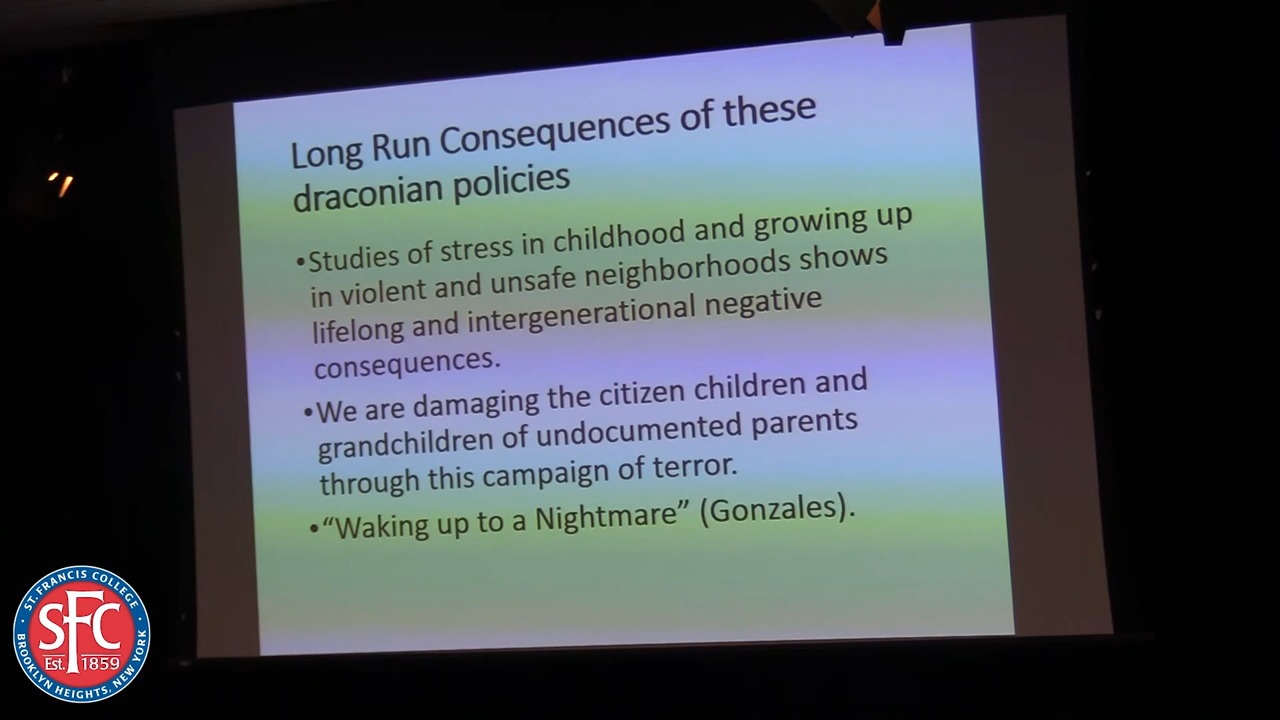 Long Run Consequences of these
draconian policies
•Studies of stress in childhood and growing up
in violent and unsafe neighborhoods shows
lifelong and intergenerational negative
consequences.
•We are damaging the citizen children and
grandchildren of undocumented parents
through this campaign of terror.
•“Waking up to a Nightmare” (Gonzales).
· ST. FRANCIS COLLEGE ·
SFC
Est. 1859
BROOKLYN HEIGHTS, NEW YORK